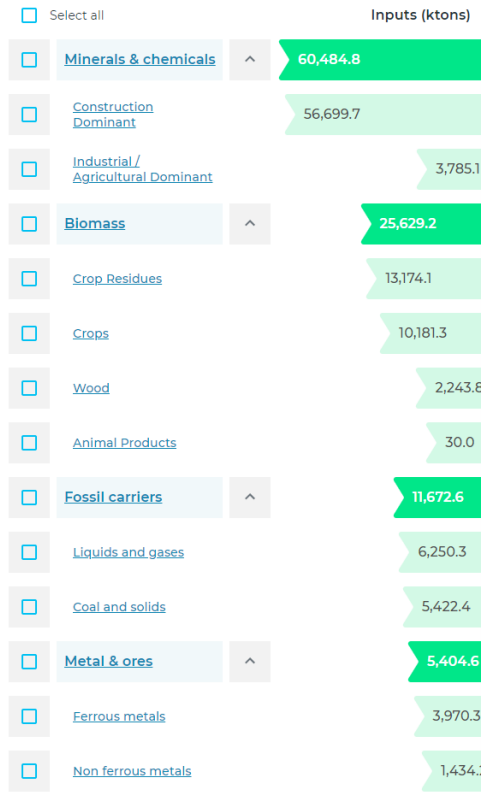 Select all
Inputs (ktons)
Minerals & chemicals
60,484.8
Construction
Dominant
56,699.7
Industrial /
Agricultural Dominant
3,785.1
Biomass
25,629.2
Crop Residues
13,174.1
Crops
10,181.3
Wood
2,243.8
Animal Products
30.0
Fossil carriers
11,672.6
Liquids and gases
6,250.3
Coal and solids
5,422.4
Metal & ores
5,404.6
Ferrous metals
3,970.3
Non ferrous metals